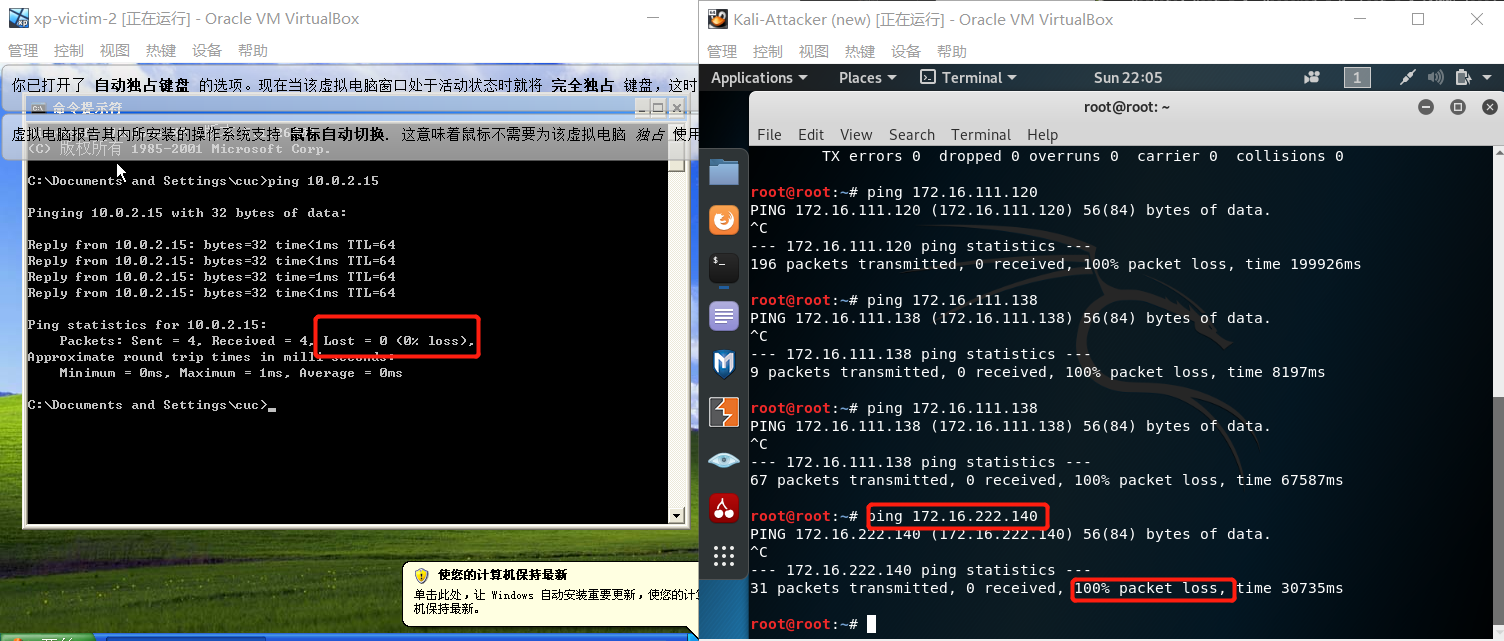 xp-victim-2 [正在运行] - Oracle VM VirtualBox
管理 控制 视图 热键 设备 帮助
你已打开了 自动独占键盘 的选项。现在当该虚拟电脑窗口处于活动状态时就将 完全独占 键盘，这时
命令提示符
虚拟电脑报告其内所安装的操作系统支持 鼠标自动切换. 这意味着鼠标不需要为该虚拟电脑 独占 使用
(C) 版权所有 1985-2001 Microsoft Corp.
C:\Documents and Settings\cuc>ping 10.0.2.15
Pinging 10.0.2.15 with 32 bytes of data:
Reply from 10.0.2.15: bytes=32 time<1ms TTL=64
Reply from 10.0.2.15: bytes=32 time<1ms TTL=64
Reply from 10.0.2.15: bytes=32 time=1ms TTL=64
Reply from 10.0.2.15: bytes=32 time<1ms TTL=64
Ping statistics for 10.0.2.15:
Packets: Sent = 4, Received = 4, Lost = 0 (0% loss),
Approximate round trip times in milli-seconds:
Minimum = 0ms, Maximum = 1ms, Average = 0ms
C:\Documents and Settings\cuc>_
使您的计算机保持最新
单击此处，让 Windows 自动安装重要更新，使您的计算
机保持最新。
Kali-Attacker (new) [正在运行] - Oracle VM VirtualBox
管理 控制 视图 热键 设备 帮助
Applications Places Terminal Sun 22:05 1
root@root: ~
File Edit View Search Terminal Help
TX errors 0 dropped 0 overruns 0 carrier 0 collisions 0
root@root:~# ping 172.16.111.120
PING 172.16.111.120 (172.16.111.120) 56(84) bytes of data.
^C
--- 172.16.111.120 ping statistics ---
196 packets transmitted, 0 received, 100% packet loss, time 199926ms
root@root:~# ping 172.16.111.138
PING 172.16.111.138 (172.16.111.138) 56(84) bytes of data.
^C
--- 172.16.111.138 ping statistics ---
9 packets transmitted, 0 received, 100% packet loss, time 8197ms
root@root:~# ping 172.16.111.138
PING 172.16.111.138 (172.16.111.138) 56(84) bytes of data.
^C
--- 172.16.111.138 ping statistics ---
67 packets transmitted, 0 received, 100% packet loss, time 67587ms
root@root:~# ping 172.16.222.140
PING 172.16.222.140 (172.16.222.140) 56(84) bytes of data.
^C
--- 172.16.222.140 ping statistics ---
31 packets transmitted, 0 received, 100% packet loss, time 30735ms
root@root:~#